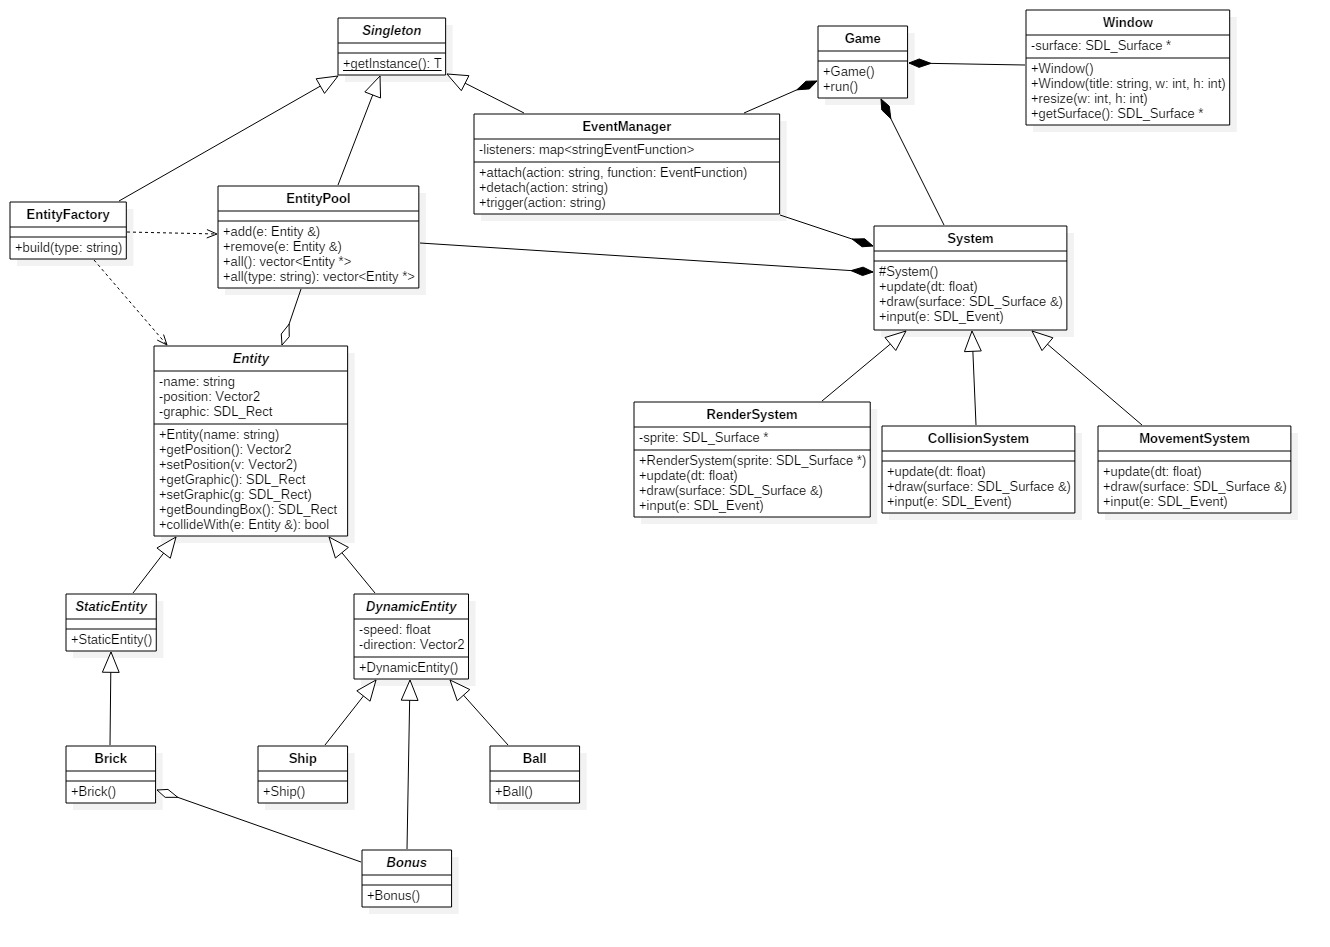 Singleton
+getInstance(): T
Game
+Game()
+run()
Window
-surface: SDL_Surface *
+Window()
+Window(title: string, w: int, h: int)
+resize(w: int, h: int)
+getSurface(): SDL_Surface *
EventManager
-listeners: map<stringEventFunction>
+attach(action: string, function: EventFunction)
+detach(action: string)
+trigger(action: string)
EntityFactory
+build(type: string)
EntityPool
+add(e: Entity &)
+remove(e: Entity &)
+all(): vector<Entity *>
+all(type: string): vector<Entity *>
System
#System()
+update(dt: float)
+draw(surface: SDL_Surface &)
+input(e: SDL_Event)
Entity
-name: string
-position: Vector2
-graphic: SDL_Rect
+Entity(name: string)
+getPosition(): Vector2
+setPosition(v: Vector2)
+getGraphic(): SDL_Rect
+setGraphic(g: SDL_Rect)
+getBoundingBox(): SDL_Rect
+collideWith(e: Entity &): bool
RenderSystem
-sprite: SDL_Surface *
+RenderSystem(sprite: SDL_Surface *)
+update(dt: float)
+draw(surface: SDL_Surface &)
+input(e: SDL_Event)
CollisionSystem
+update(dt: float)
+draw(surface: SDL_Surface &)
+input(e: SDL_Event)
MovementSystem
+update(dt: float)
+draw(surface: SDL_Surface &)
+input(e: SDL_Event)
StaticEntity
+StaticEntity()
DynamicEntity
-speed: float
-direction: Vector2
+DynamicEntity()
Brick
+Brick()
Ship
+Ship()
Ball
+Ball()
Bonus
+Bonus()